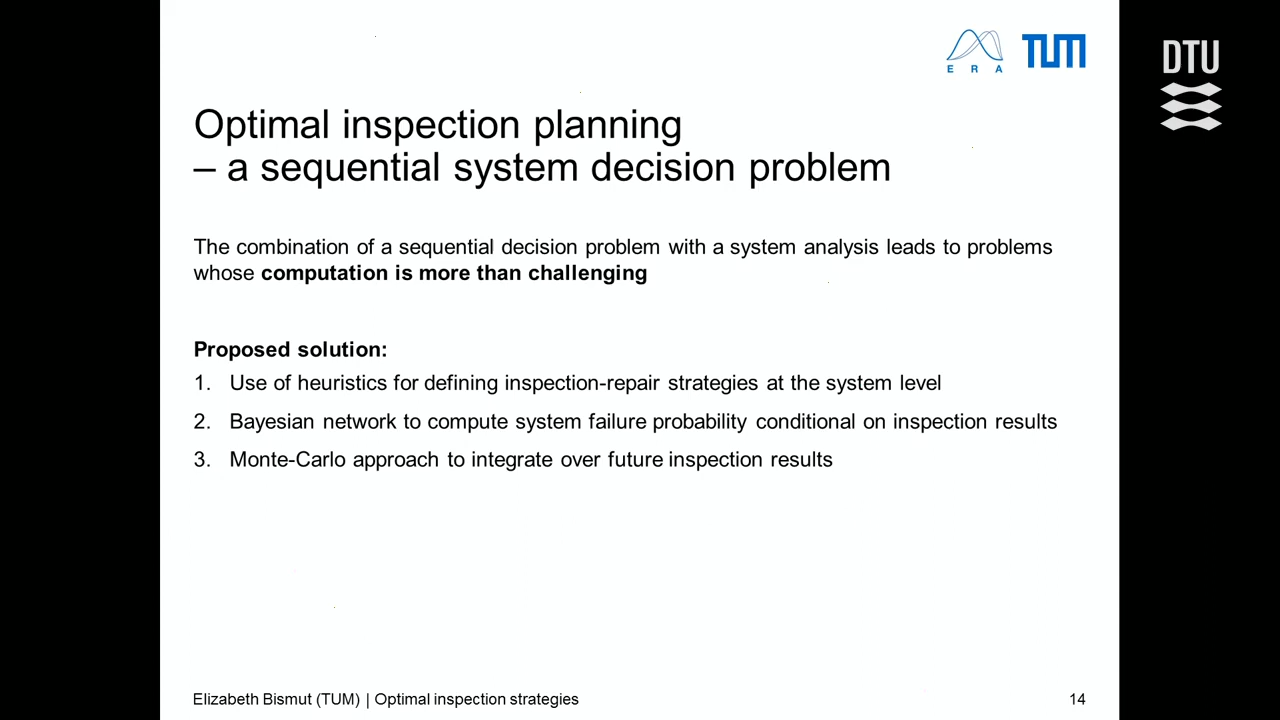 E R A TUM
DTU
Optimal inspection planning
– a sequential system decision problem
The combination of a sequential decision problem with a system analysis leads to problems
whose computation is more than challenging
Proposed solution:
1. Use of heuristics for defining inspection-repair strategies at the system level
2. Bayesian network to compute system failure probability conditional on inspection results
3. Monte-Carlo approach to integrate over future inspection results
Elizabeth Bismut (TUM) | Optimal inspection strategies 14